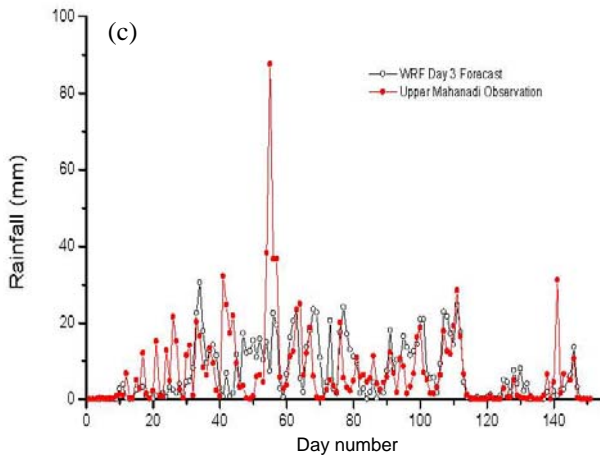 (c)
100
80
60
40
20
0
Rainfall (mm)
WRF Day 3 Forecast
Upper Mahanadi Observation
0 20 40 60 80 100 120 140
Day number